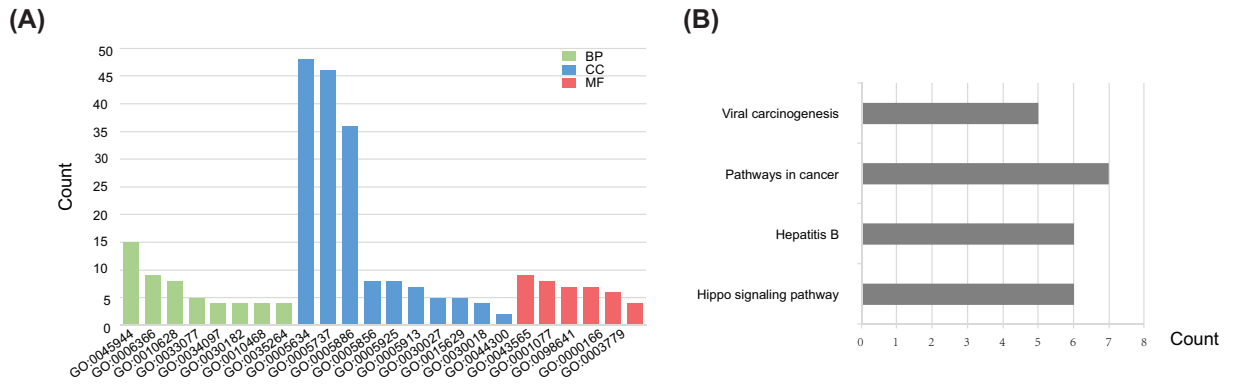 (A)
50
45
40
35
30
25
20
15
10
5
0
Count
BP
CC
MF
GO:0045944
GO:0006366
GO:0010628
GO:0033077
GO:0034097
GO:0030182
GO:0010468
GO:0035264
GO:0005634
GO:0005737
GO:0005886
GO:0005856
GO:0005925
GO:0005913
GO:0030027
GO:0015629
GO:0030018
GO:0044300
GO:0043565
GO:0001077
GO:0098641
GO:0000166
GO:0003779
(B)
Viral carcinogenesis
Pathways in cancer
Hepatitis B
Hippo signaling pathway
0 1 2 3 4 5 6 7 8
Count